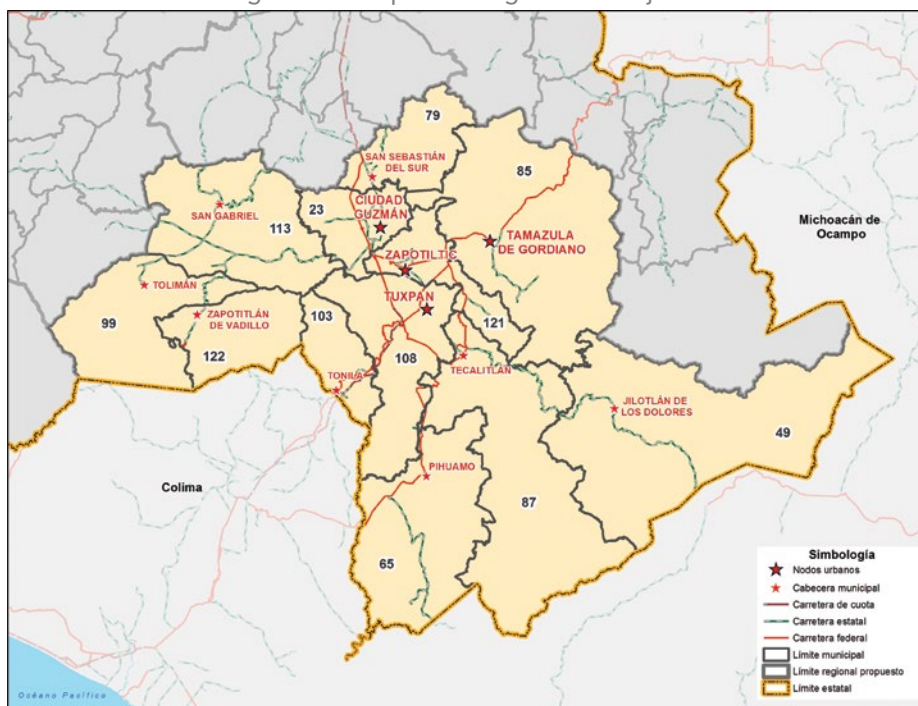 79
SAN SEBASTIÁN
DEL SUR
85
SAN GABRIEL
23
CIUDAD
GUZMÁN
113
Michoacán de
Ocampo
TAMAZULA
DE GORDIANO
ZAPOTILTIC
TOLIMÁN
TUXPAN
ZAPOTITLÁN
DE VADILLO
99
103
121
122
108
TECALITLÁN
TONILA
JILOTLÁN DE
LOS DOLORES
49
PIHUAMO
Colima
87
65
Simbología
Nodos urbanos
Cabecera municipal
Carretera de cuota
Carretera estatal
Carretera federal
Límite municipal
Límite regional propuesto
Límite estatal
Océano Pacífico